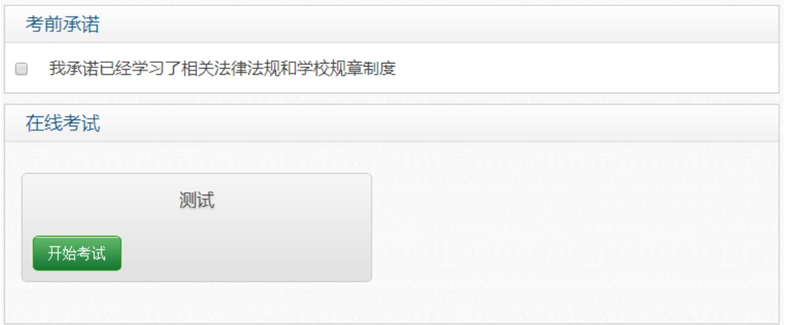 考前承诺
我承诺已经学习了相关法律法规和学校规章制度
在线考试
测试
开始考试